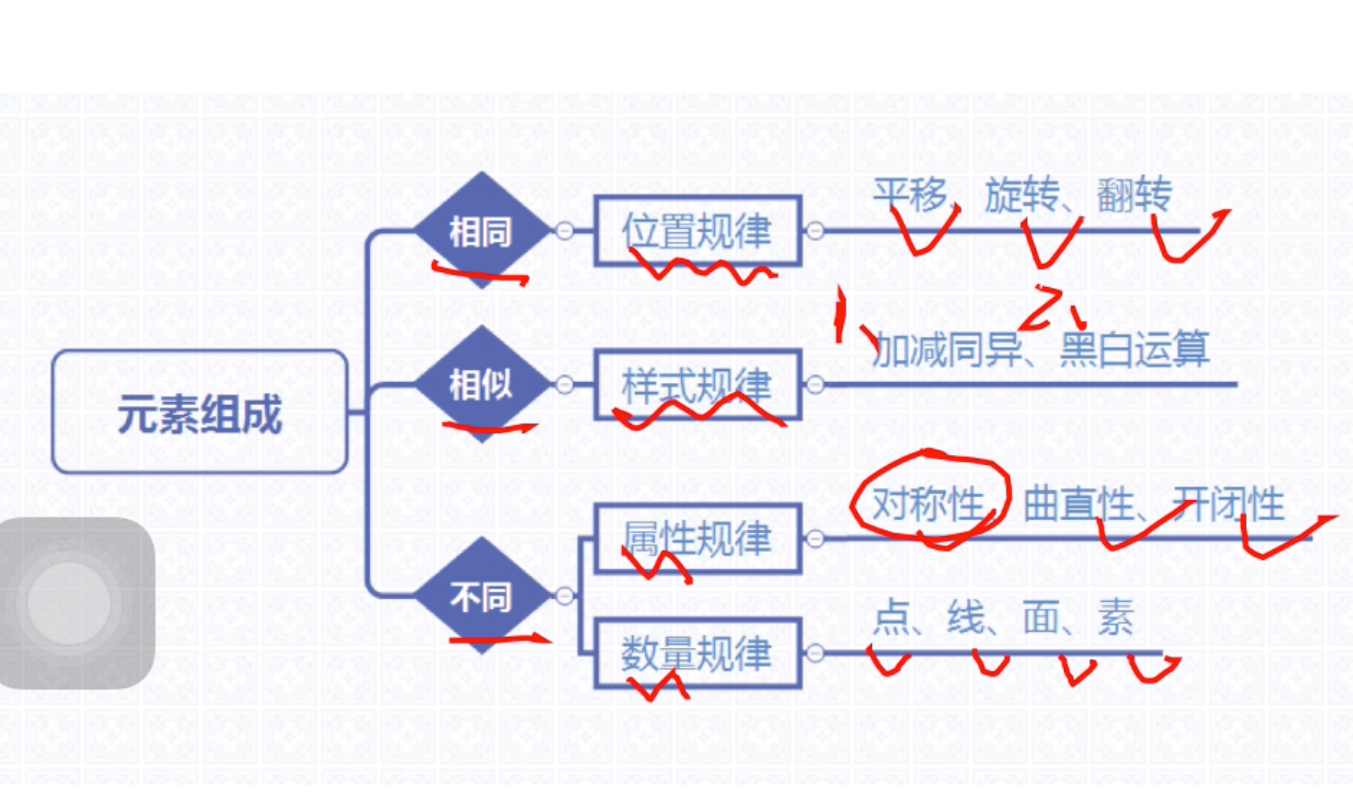 平移、旋转、翻转
相同
位置规律
1、加减同异、2、黑白运算
相似
样式规律
元素组成
对称性、曲直性、开闭性
属性规律
不同
点、线、面、素
数量规律